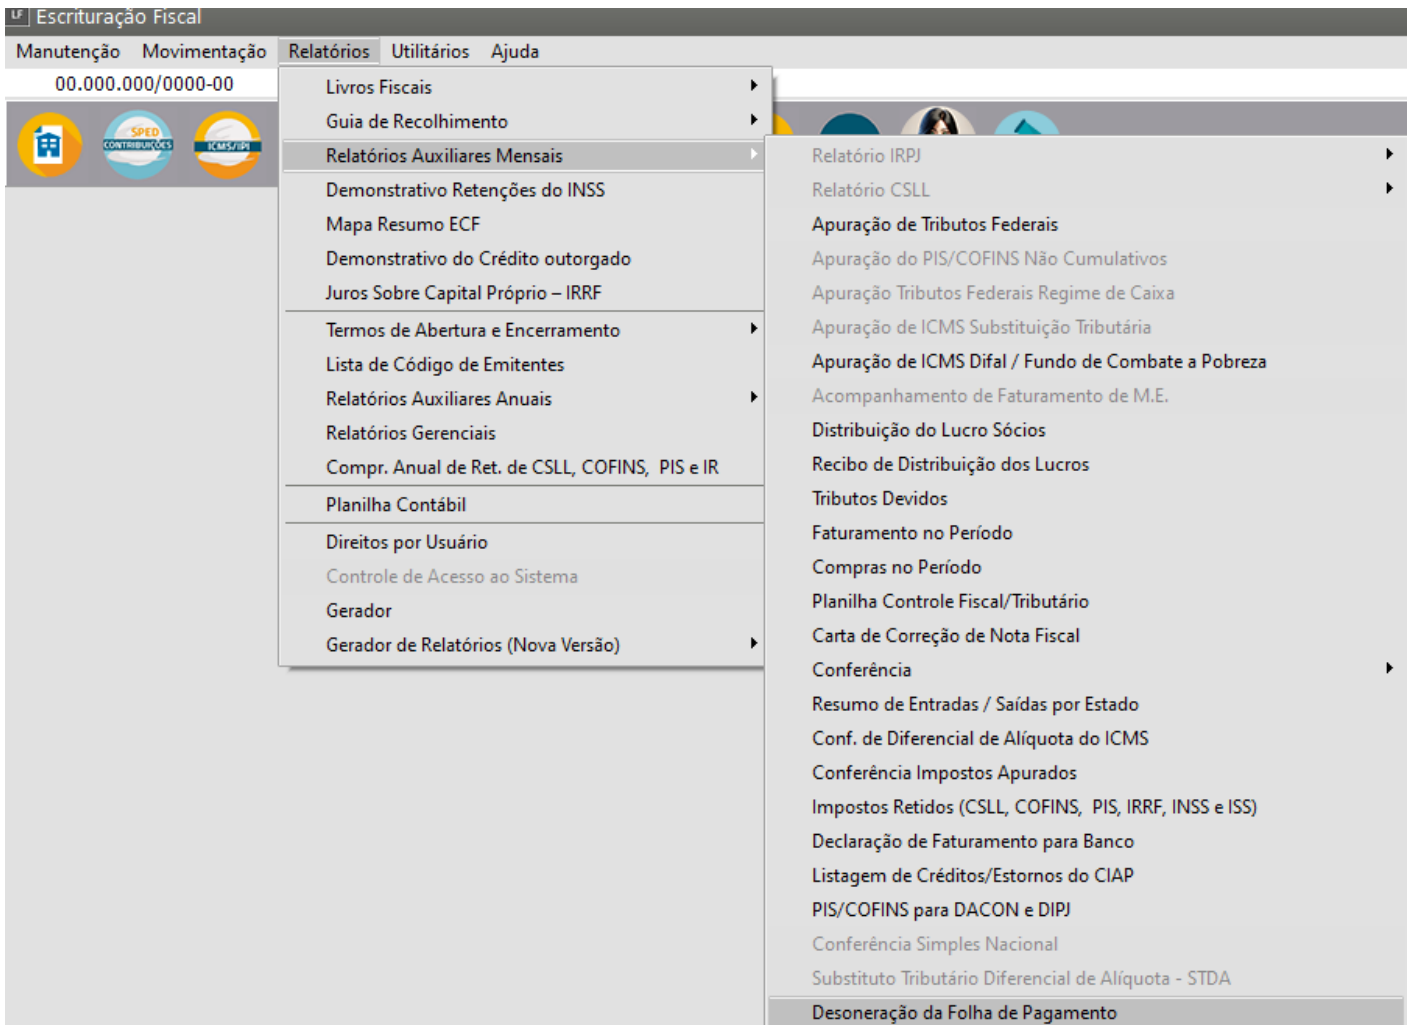 LF Escrituração Fiscal
Manutenção Movimentação Relatórios Utilitários Ajuda
00.000.000/0000-00
SPED
CONTRIBUIÇÕES
ICMS/IPI
Livros Fiscais
Guia de Recolhimento
Relatórios Auxiliares Mensais
Demonstrativo Retenções do INSS
Mapa Resumo ECF
Demonstrativo do Crédito outorgado
Juros Sobre Capital Próprio – IRRF
Termos de Abertura e Encerramento
Lista de Código de Emitentes
Relatórios Auxiliares Anuais
Relatórios Gerenciais
Compr. Anual de Ret. de CSLL, COFINS, PIS e IR
Planilha Contábil
Direitos por Usuário
Controle de Acesso ao Sistema
Gerador
Gerador de Relatórios (Nova Versão)
Relatório IRPJ
Relatório CSLL
Apuração de Tributos Federais
Apuração do PIS/COFINS Não Cumulativos
Apuração Tributos Federais Regime de Caixa
Apuração de ICMS Substituição Tributária
Apuração de ICMS Difal / Fundo de Combate a Pobreza
Acompanhamento de Faturamento de M.E.
Distribuição do Lucro Sócios
Recibo de Distribuição dos Lucros
Tributos Devidos
Faturamento no Período
Compras no Período
Planilha Controle Fiscal/Tributário
Carta de Correção de Nota Fiscal
Conferência
Resumo de Entradas / Saídas por Estado
Conf. de Diferencial de Alíquota do ICMS
Conferência Impostos Apurados
Impostos Retidos (CSLL, COFINS, PIS, IRRF, INSS e ISS)
Declaração de Faturamento para Banco
Listagem de Créditos/Estornos do CIAP
PIS/COFINS para DACON e DIPJ
Conferência Simples Nacional
Substituto Tributário Diferencial de Alíquota - STDA
Desoneração da Folha de Pagamento